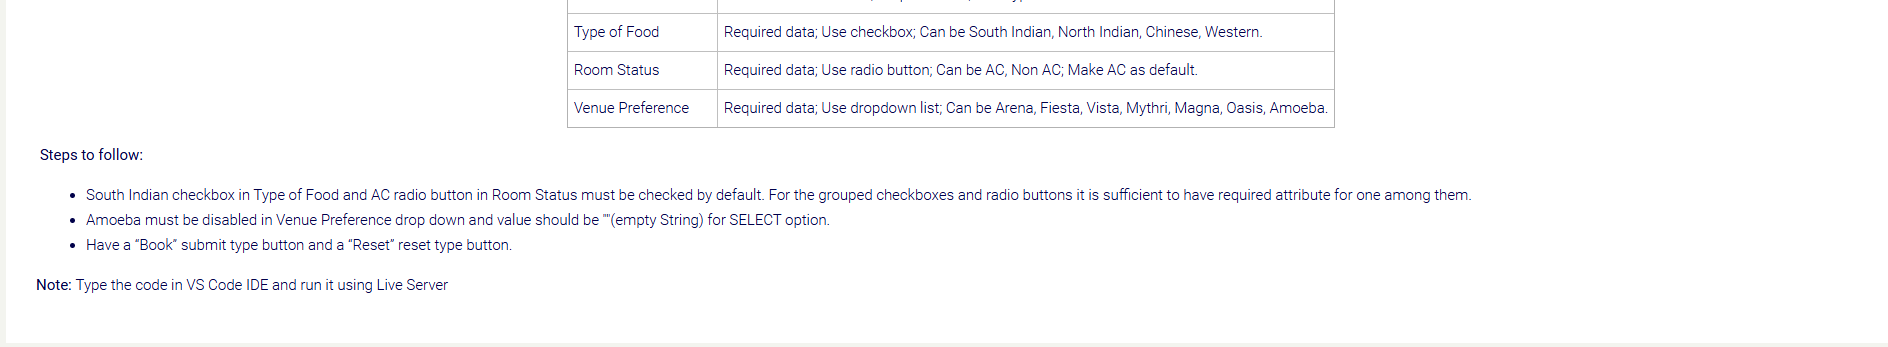 Type of Food Required data; Use checkbox; Can be South Indian, North Indian, Chinese, Western.
Room Status Required data; Use radio button; Can be AC, Non AC; Make AC as default.
Venue Preference Required data; Use dropdown list; Can be Arena, Fiesta, Vista, Mythri, Magna, Oasis, Amoeba.
Steps to follow:
• South Indian checkbox in Type of Food and AC radio button in Room Status must be checked by default. For the grouped checkboxes and radio buttons it is sufficient to have required attribute for one among them.
• Amoeba must be disabled in Venue Preference drop down and value should be ""(empty String) for SELECT option.
• Have a "Book" submit type button and a "Reset" reset type button.
Note: Type the code in VS Code IDE and run it using Live Server